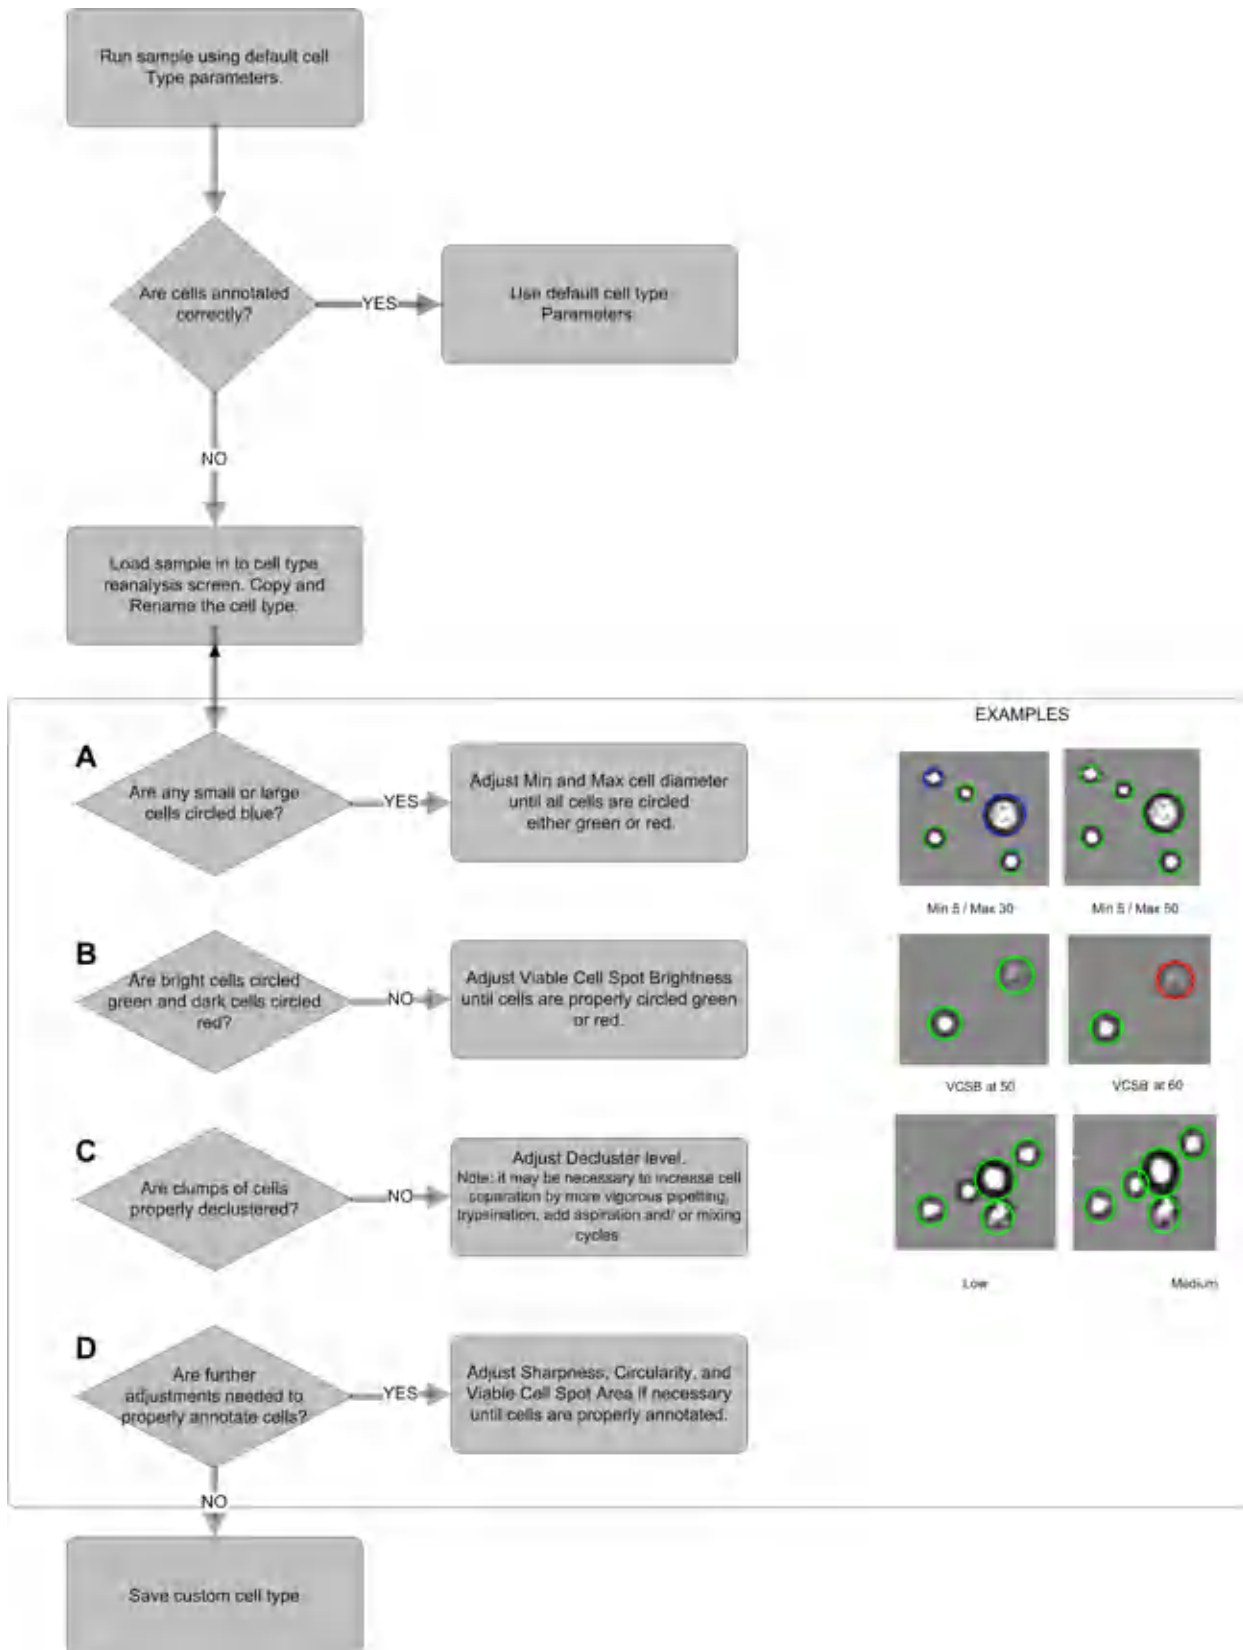 Run sample using default cell
Type parameters.
Are cells annotated
correctly?
YES
Use default cell type
Parameters
NO
Load sample in to cell type
reanalysis screen. Copy and
Rename the cell type.
EXAMPLES
A
Are any small or large
cells circled blue?
YES
Adjust Min and Max cell diameter
until all cells are circled
either green or red.
Min 5 / Max 30
Min 5 / Max 50
B
Are bright cells circled
green and dark cells circled
red?
NO
Adjust Viable Cell Spot Brightness
until cells are properly circled green
or red.
VCSB at 50
VCSB at 60
C
Are clumps of cells
properly declustered?
NO
Adjust Decluster level.
Note: it may be necessary to increase cell
separation by more vigorous pipetting,
trypsination, add aspiration and/ or mixing
cycles
Low
Medium
D
Are further
adjustments needed to
properly annotate cells?
YES
Adjust Sharpness, Circularity, and
Viable Cell Spot Area if necessary
until cells are properly annotated.
NO
Save custom cell type